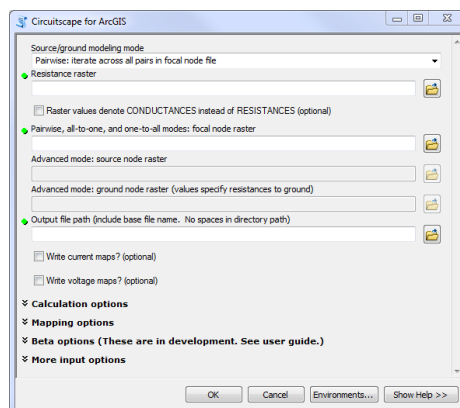 Circuitscape for ArcGIS
Source/ground modeling mode
Pairwise: iterate across all pairs in focal node file
Resistance raster
Raster values denote CONDUCTANCES instead of RESISTANCES (optional)
Pairwise, all-to-one, and one-to-all modes: focal node raster
Advanced mode: source node raster
Advanced mode: ground node raster (values specify resistances to ground)
Output file path (include base file name.  No spaces in directory path)
Write current maps? (optional)
Write voltage maps? (optional)
Calculation options
Mapping options
Beta options (These are in development. See user guide.)
More input options
OK Cancel Environments... Show Help >>